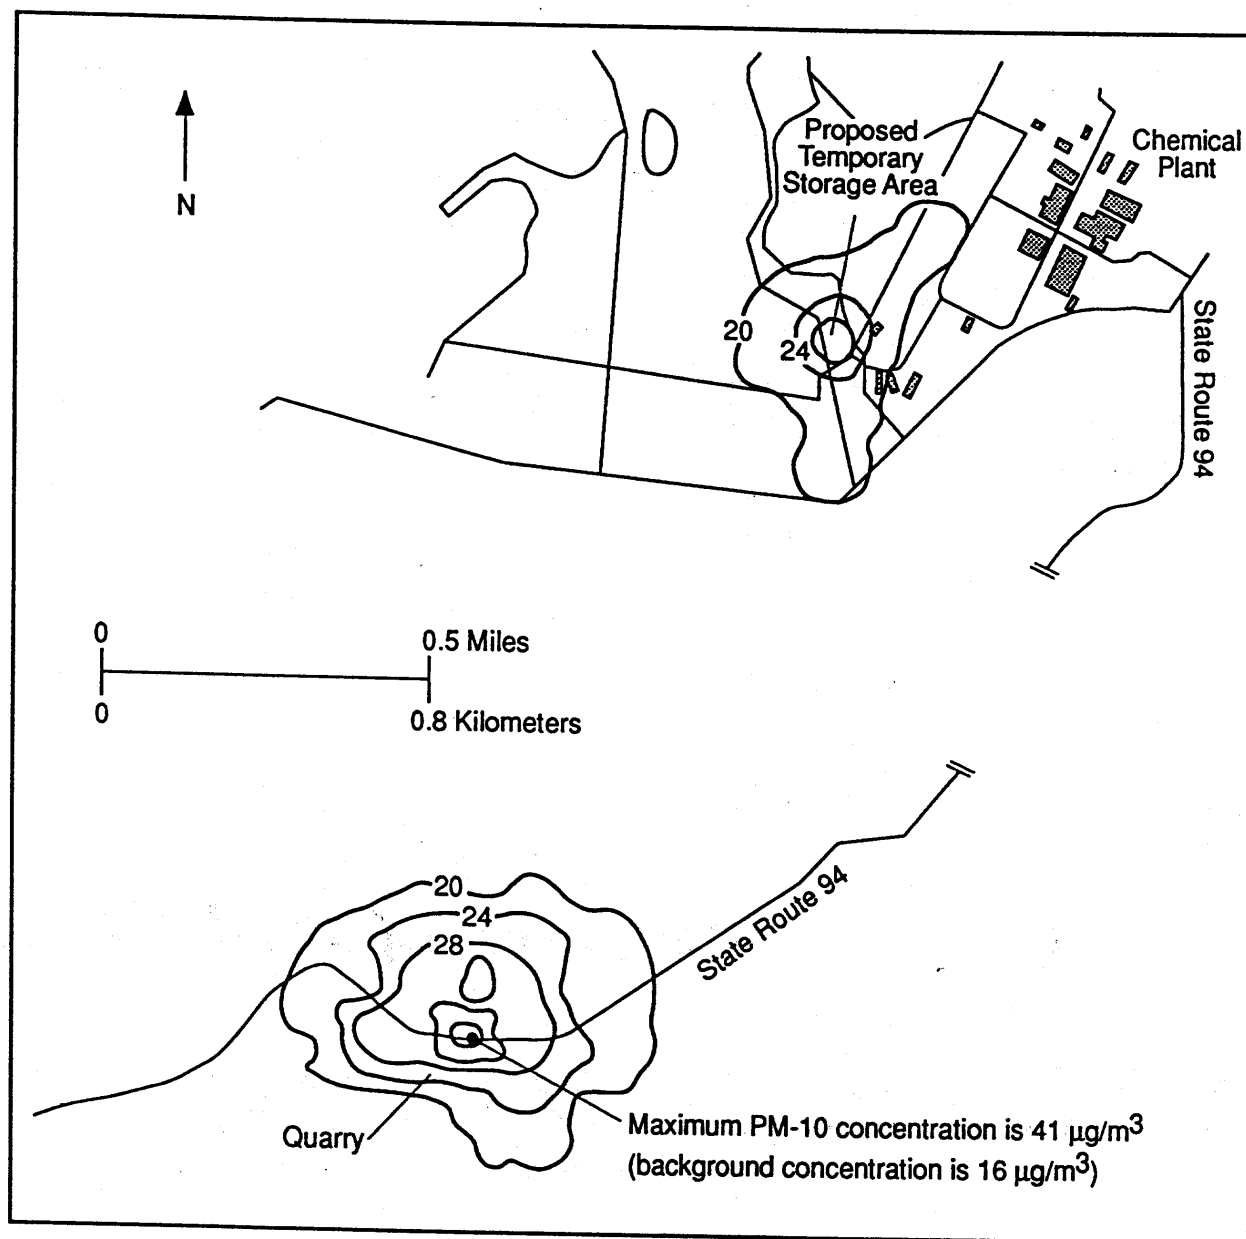 Proposed
Temporary
Storage Area
Chemical
Plant
N
20
24
State Route 94
0
0.5 Miles
0
0.8 Kilometers
State Route 94
20
24
28
Quarry
Maximum PM-10 concentration is 41 μg/m³
(background concentration is 16 μg/m³)